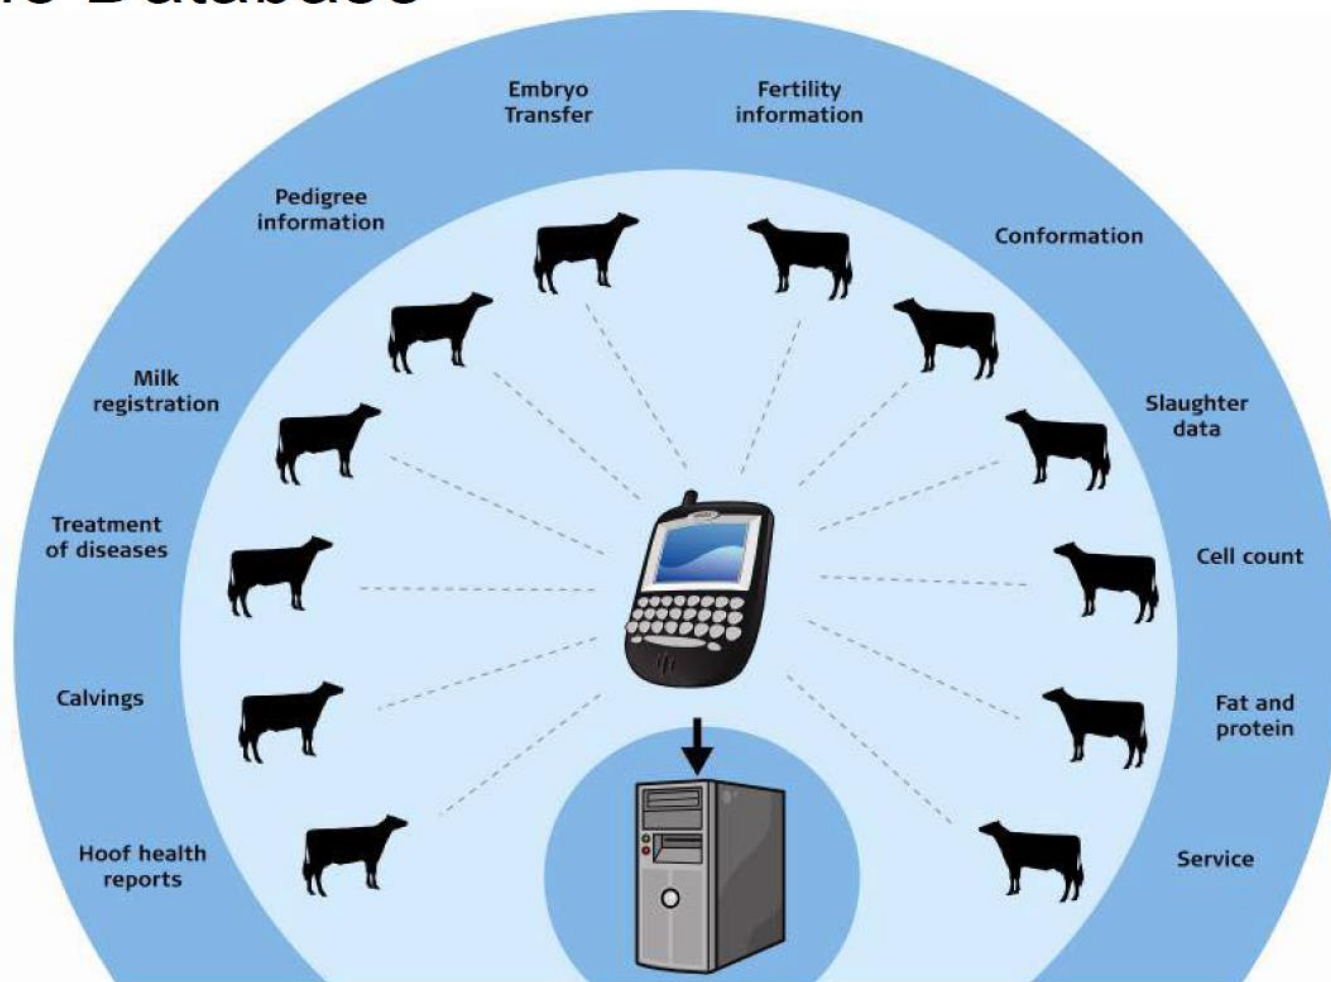 Database
Embryo
Transfer
Fertility
information
Pedigree
information
Conformation
Milk
registration
Slaughter
data
Treatment
of diseases
Cell count
Calvings
Fat and
protein
Hoof health
reports
Service